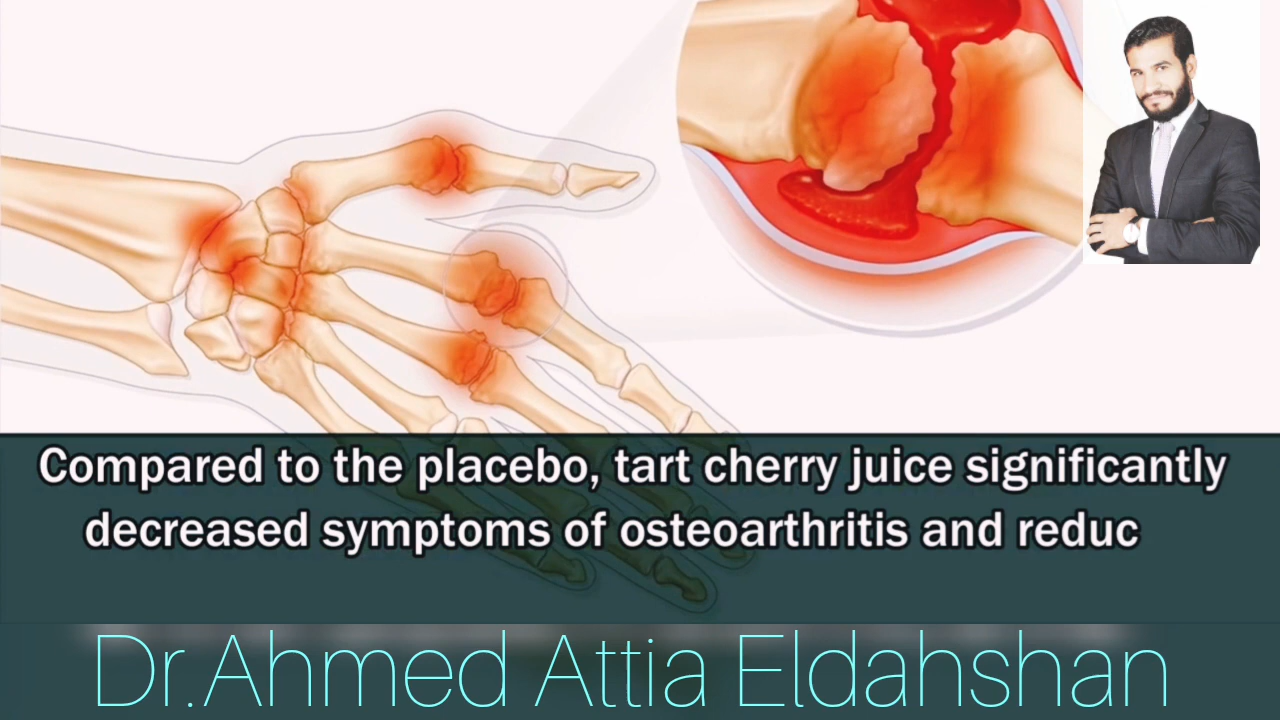 Compared to the placebo, tart cherry juice significantly
decreased symptoms of osteoarthritis and reduc
Dr.Ahmed Attia Eldahshan